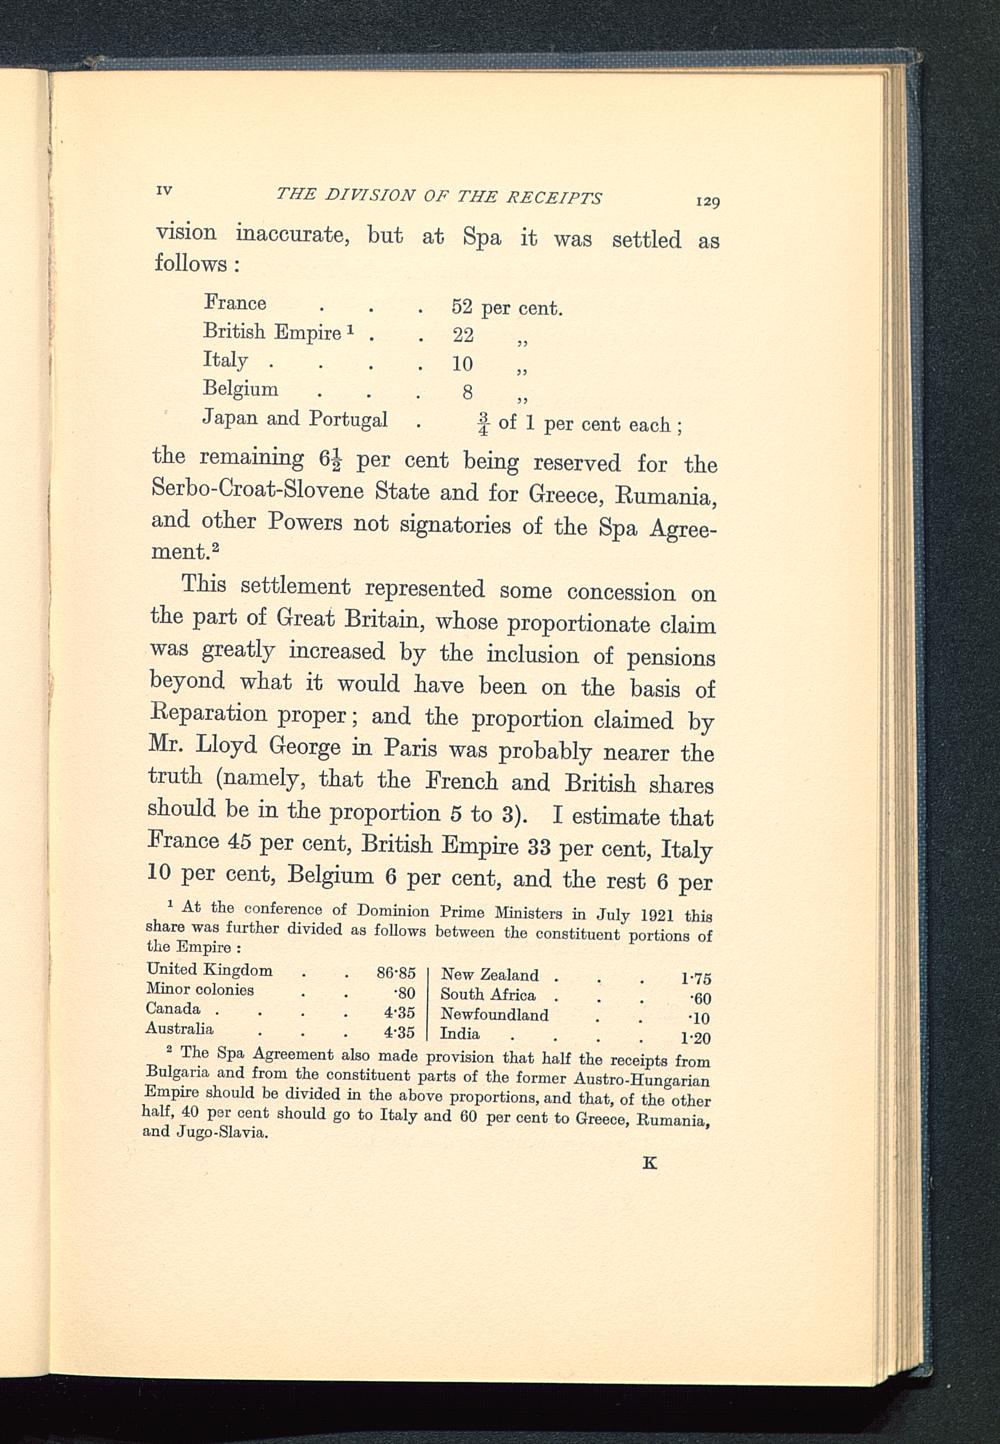 IV THE DIVISION OF THE RECEIPTS 129
vision inaccurate, but at Spa it was settled as
follows :
France . . . 52 per cent.
British Empire ¹ . . 22 ,,
Italy . . . . 10 ,,
Belgium . . . 8 ,,
Japan and Portugal . ¾ of 1 per cent each ;
the remaining 6½ per cent being reserved for the
Serbo-Croat-Slovene State and for Greece, Rumania,
and other Powers not signatories of the Spa Agree-
ment.²
This settlement represented some concession on
the part of Great Britain, whose proportionate claim
was greatly increased by the inclusion of pensions
beyond what it would have been on the basis of
Reparation proper ; and the proportion claimed by
Mr. Lloyd George in Paris was probably nearer the
truth (namely, that the French and British shares
should be in the proportion 5 to 3). I estimate that
France 45 per cent, British Empire 33 per cent, Italy
10 per cent, Belgium 6 per cent, and the rest 6 per
¹ At the conference of Dominion Prime Ministers in July 1921 this
share was further divided as follows between the constituent portions of
the Empire :
United Kingdom . . 86·85 | New Zealand . . . 1·75
Minor colonies . . ·80 | South Africa . . . ·60
Canada . . . . 4·35 | Newfoundland . . ·10
Australia . . . 4·35 | India . . . . 1·20
² The Spa Agreement also made provision that half the receipts from
Bulgaria and from the constituent parts of the former Austro-Hungarian
Empire should be divided in the above proportions, and that, of the other
half, 40 per cent should go to Italy and 60 per cent to Greece, Rumania,
and Jugo-Slavia.
K